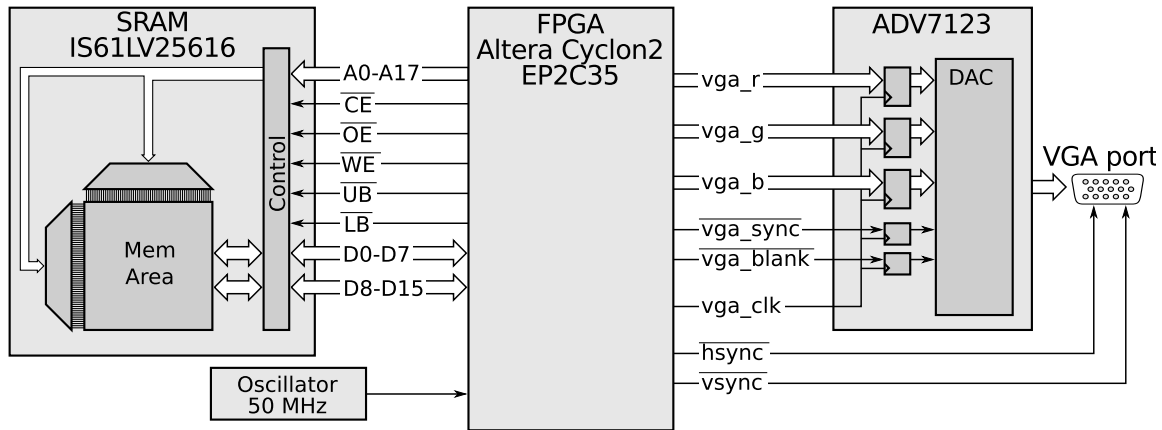 SRAM
IS61LV25616
Control
Mem
Area
A0-A17
CE
OE
WE
UB
LB
D0-D7
D8-D15
Oscillator
50 MHz
FPGA
Altera Cyclon2
EP2C35
vga_r
vga_g
vga_b
vga_sync
vga_blank
vga_clk
hsync
vsync
ADV7123
DAC
VGA port